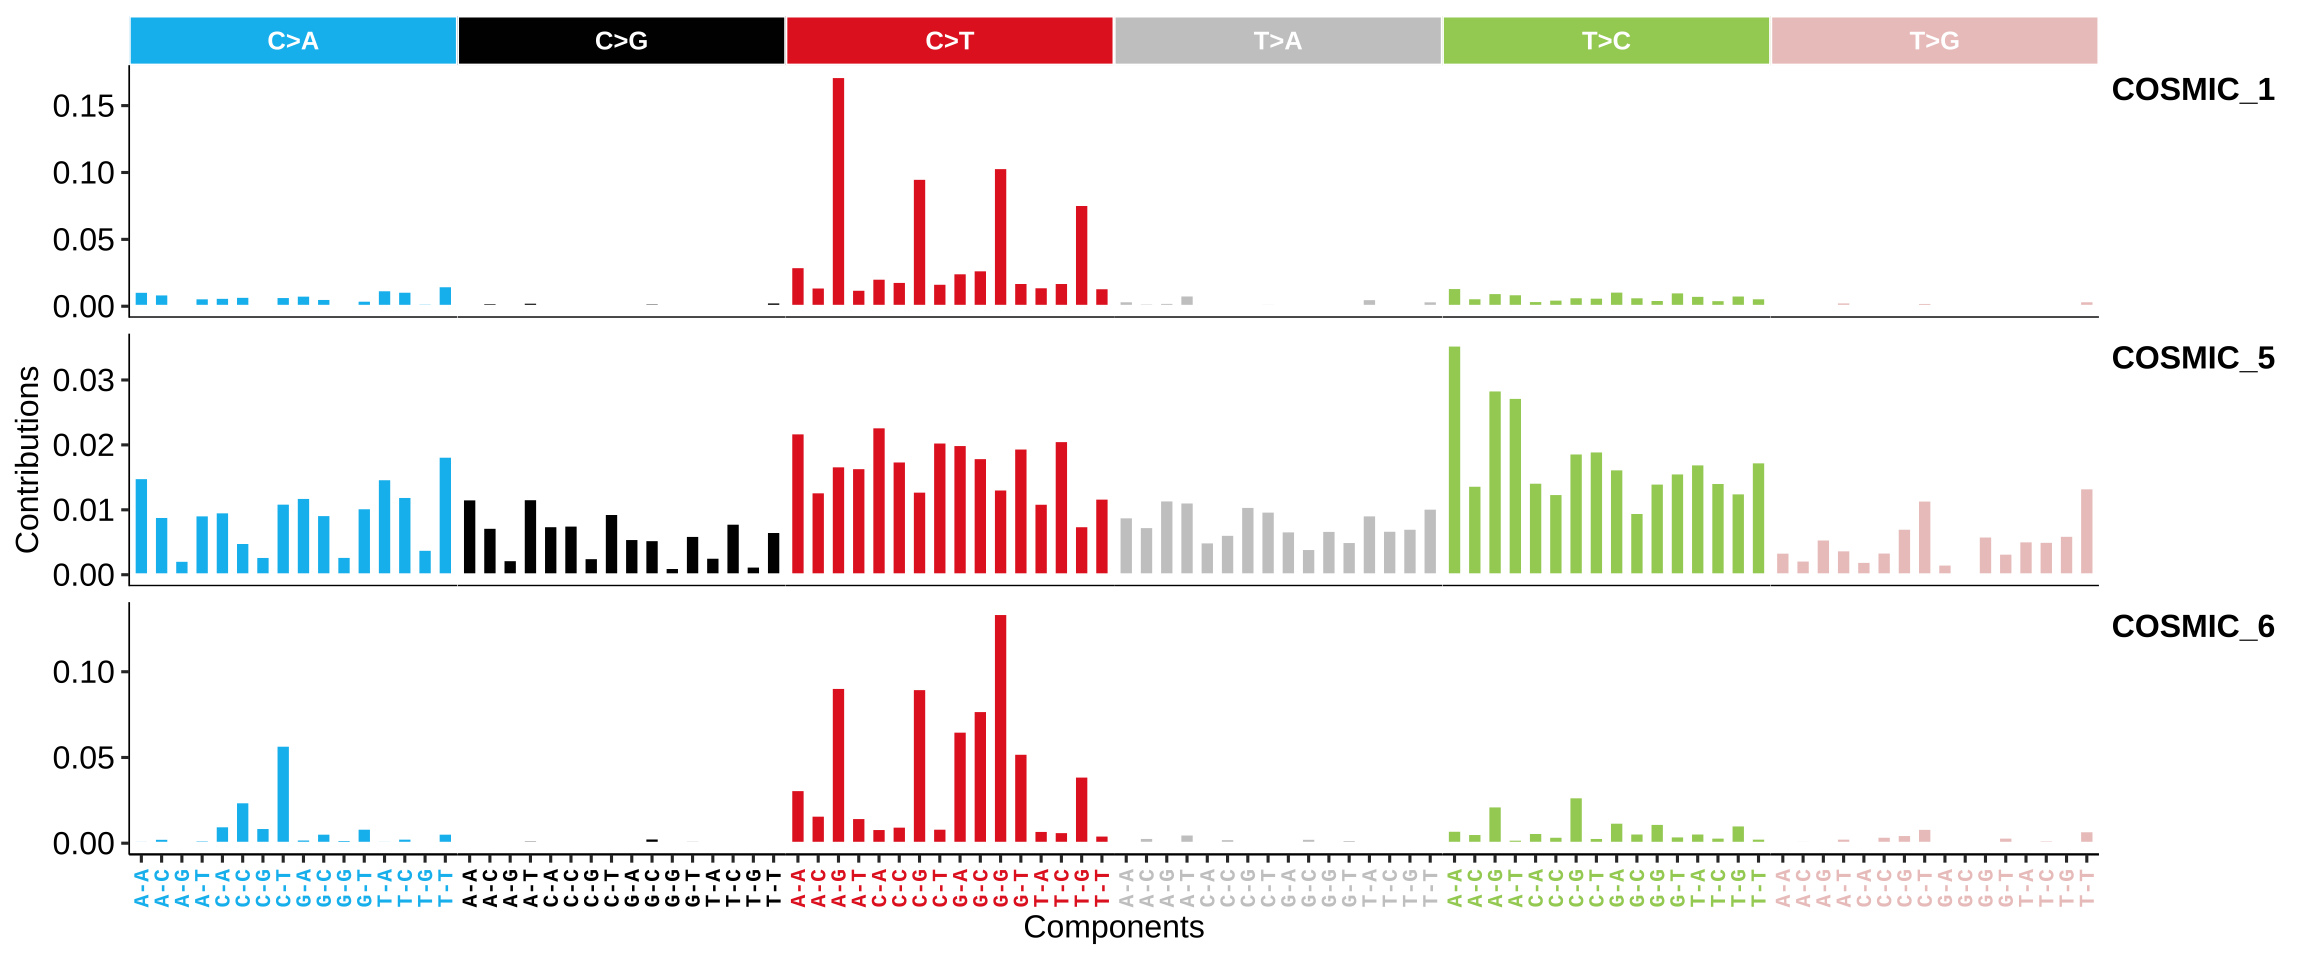 C>A C>G C>T T>A T>C T>G
COSMIC_1
0.15
0.10
0.05
0.00
COSMIC_5
0.03
0.02
0.01
0.00
COSMIC_6
0.10
0.05
0.00
Contributions
A-A A-C A-G A-T C-A C-C C-G C-T G-A G-C G-G G-T T-A T-C T-G T-T A-A A-C A-G A-T C-A C-C C-G C-T G-A G-C G-G G-T T-A T-C T-G T-T A-A A-C A-G A-T C-A C-C C-G C-T G-A G-C G-G G-T T-A T-C T-G T-T A-A A-C A-G A-T C-A C-C C-G C-T G-A G-C G-G G-T T-A T-C T-G T-T A-A A-C A-G A-T C-A C-C C-G C-T G-A G-C G-G G-T T-A T-C T-G T-T A-A A-C A-G A-T C-A C-C C-G C-T G-A G-C G-G G-T T-A T-C T-G T-T
Components